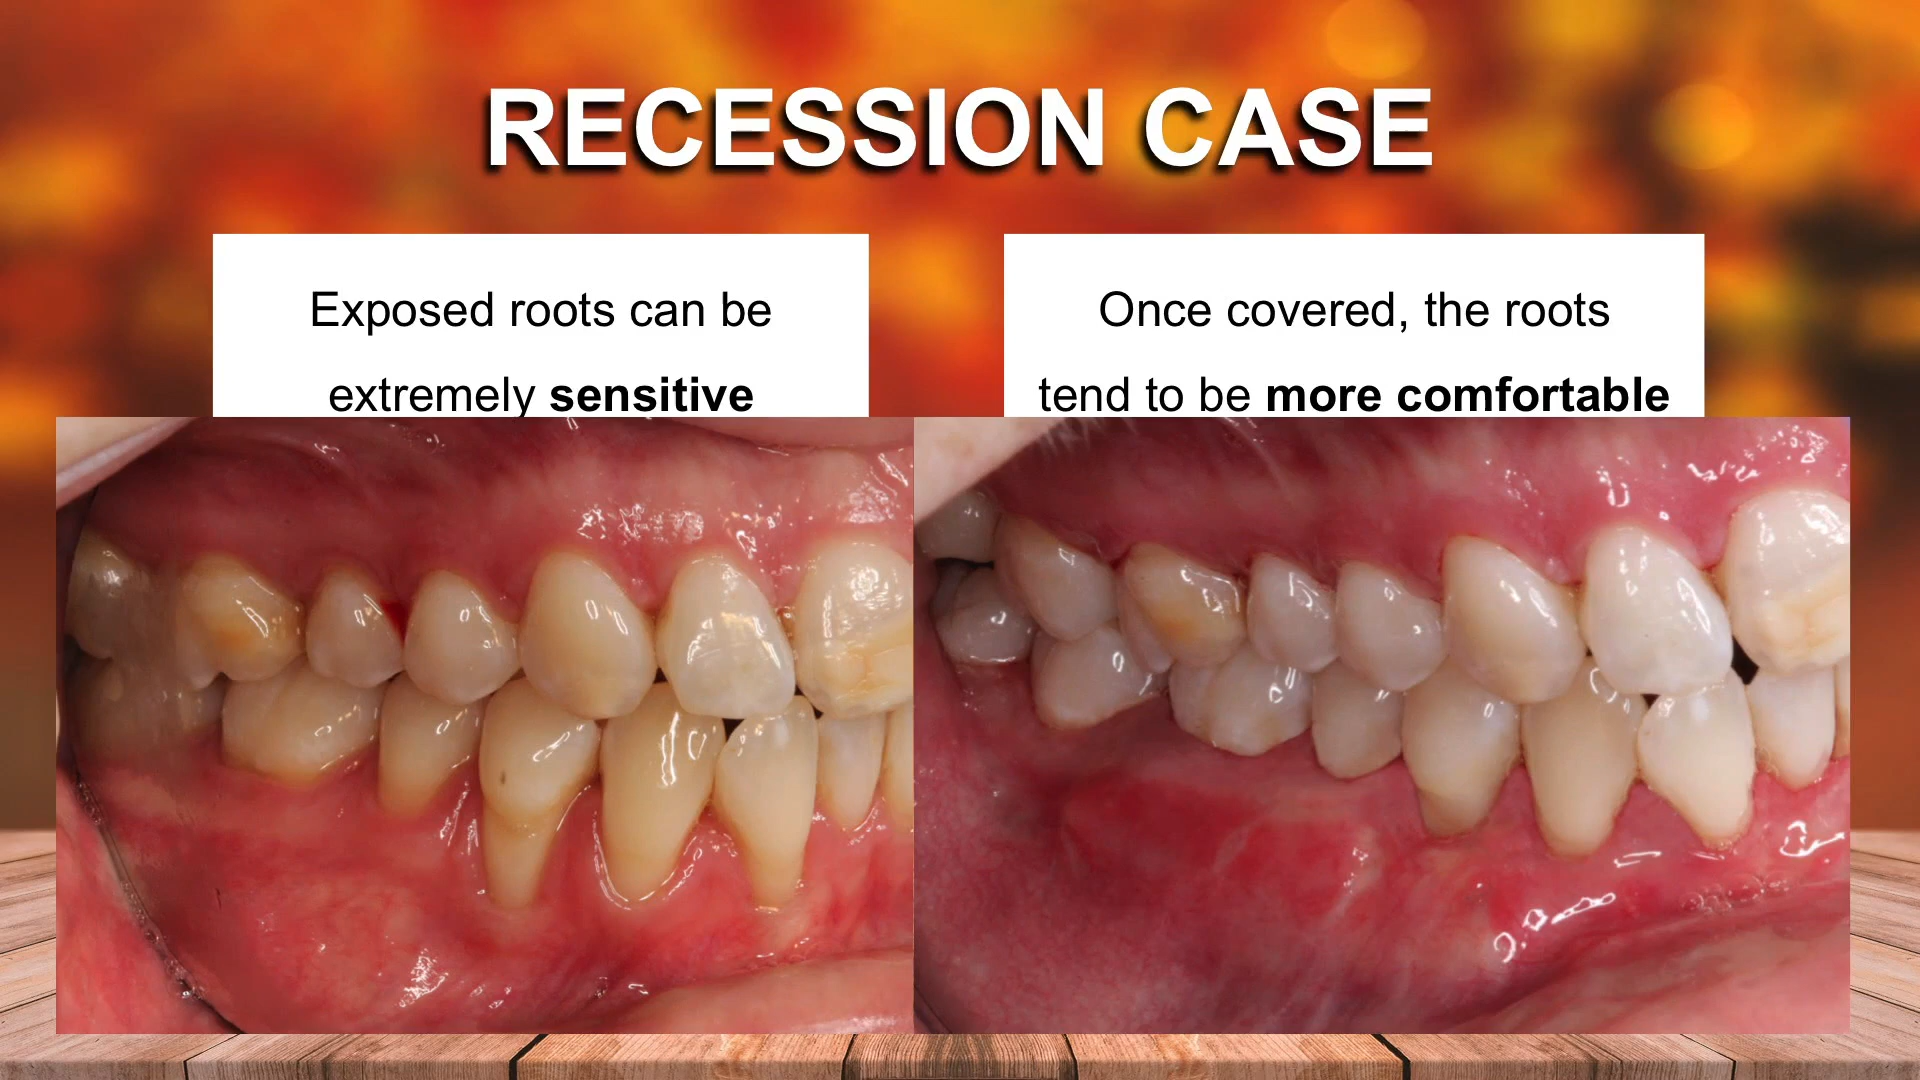 RECESSION CASE
Exposed roots can be
extremely sensitive
Once covered, the roots
tend to be more comfortable